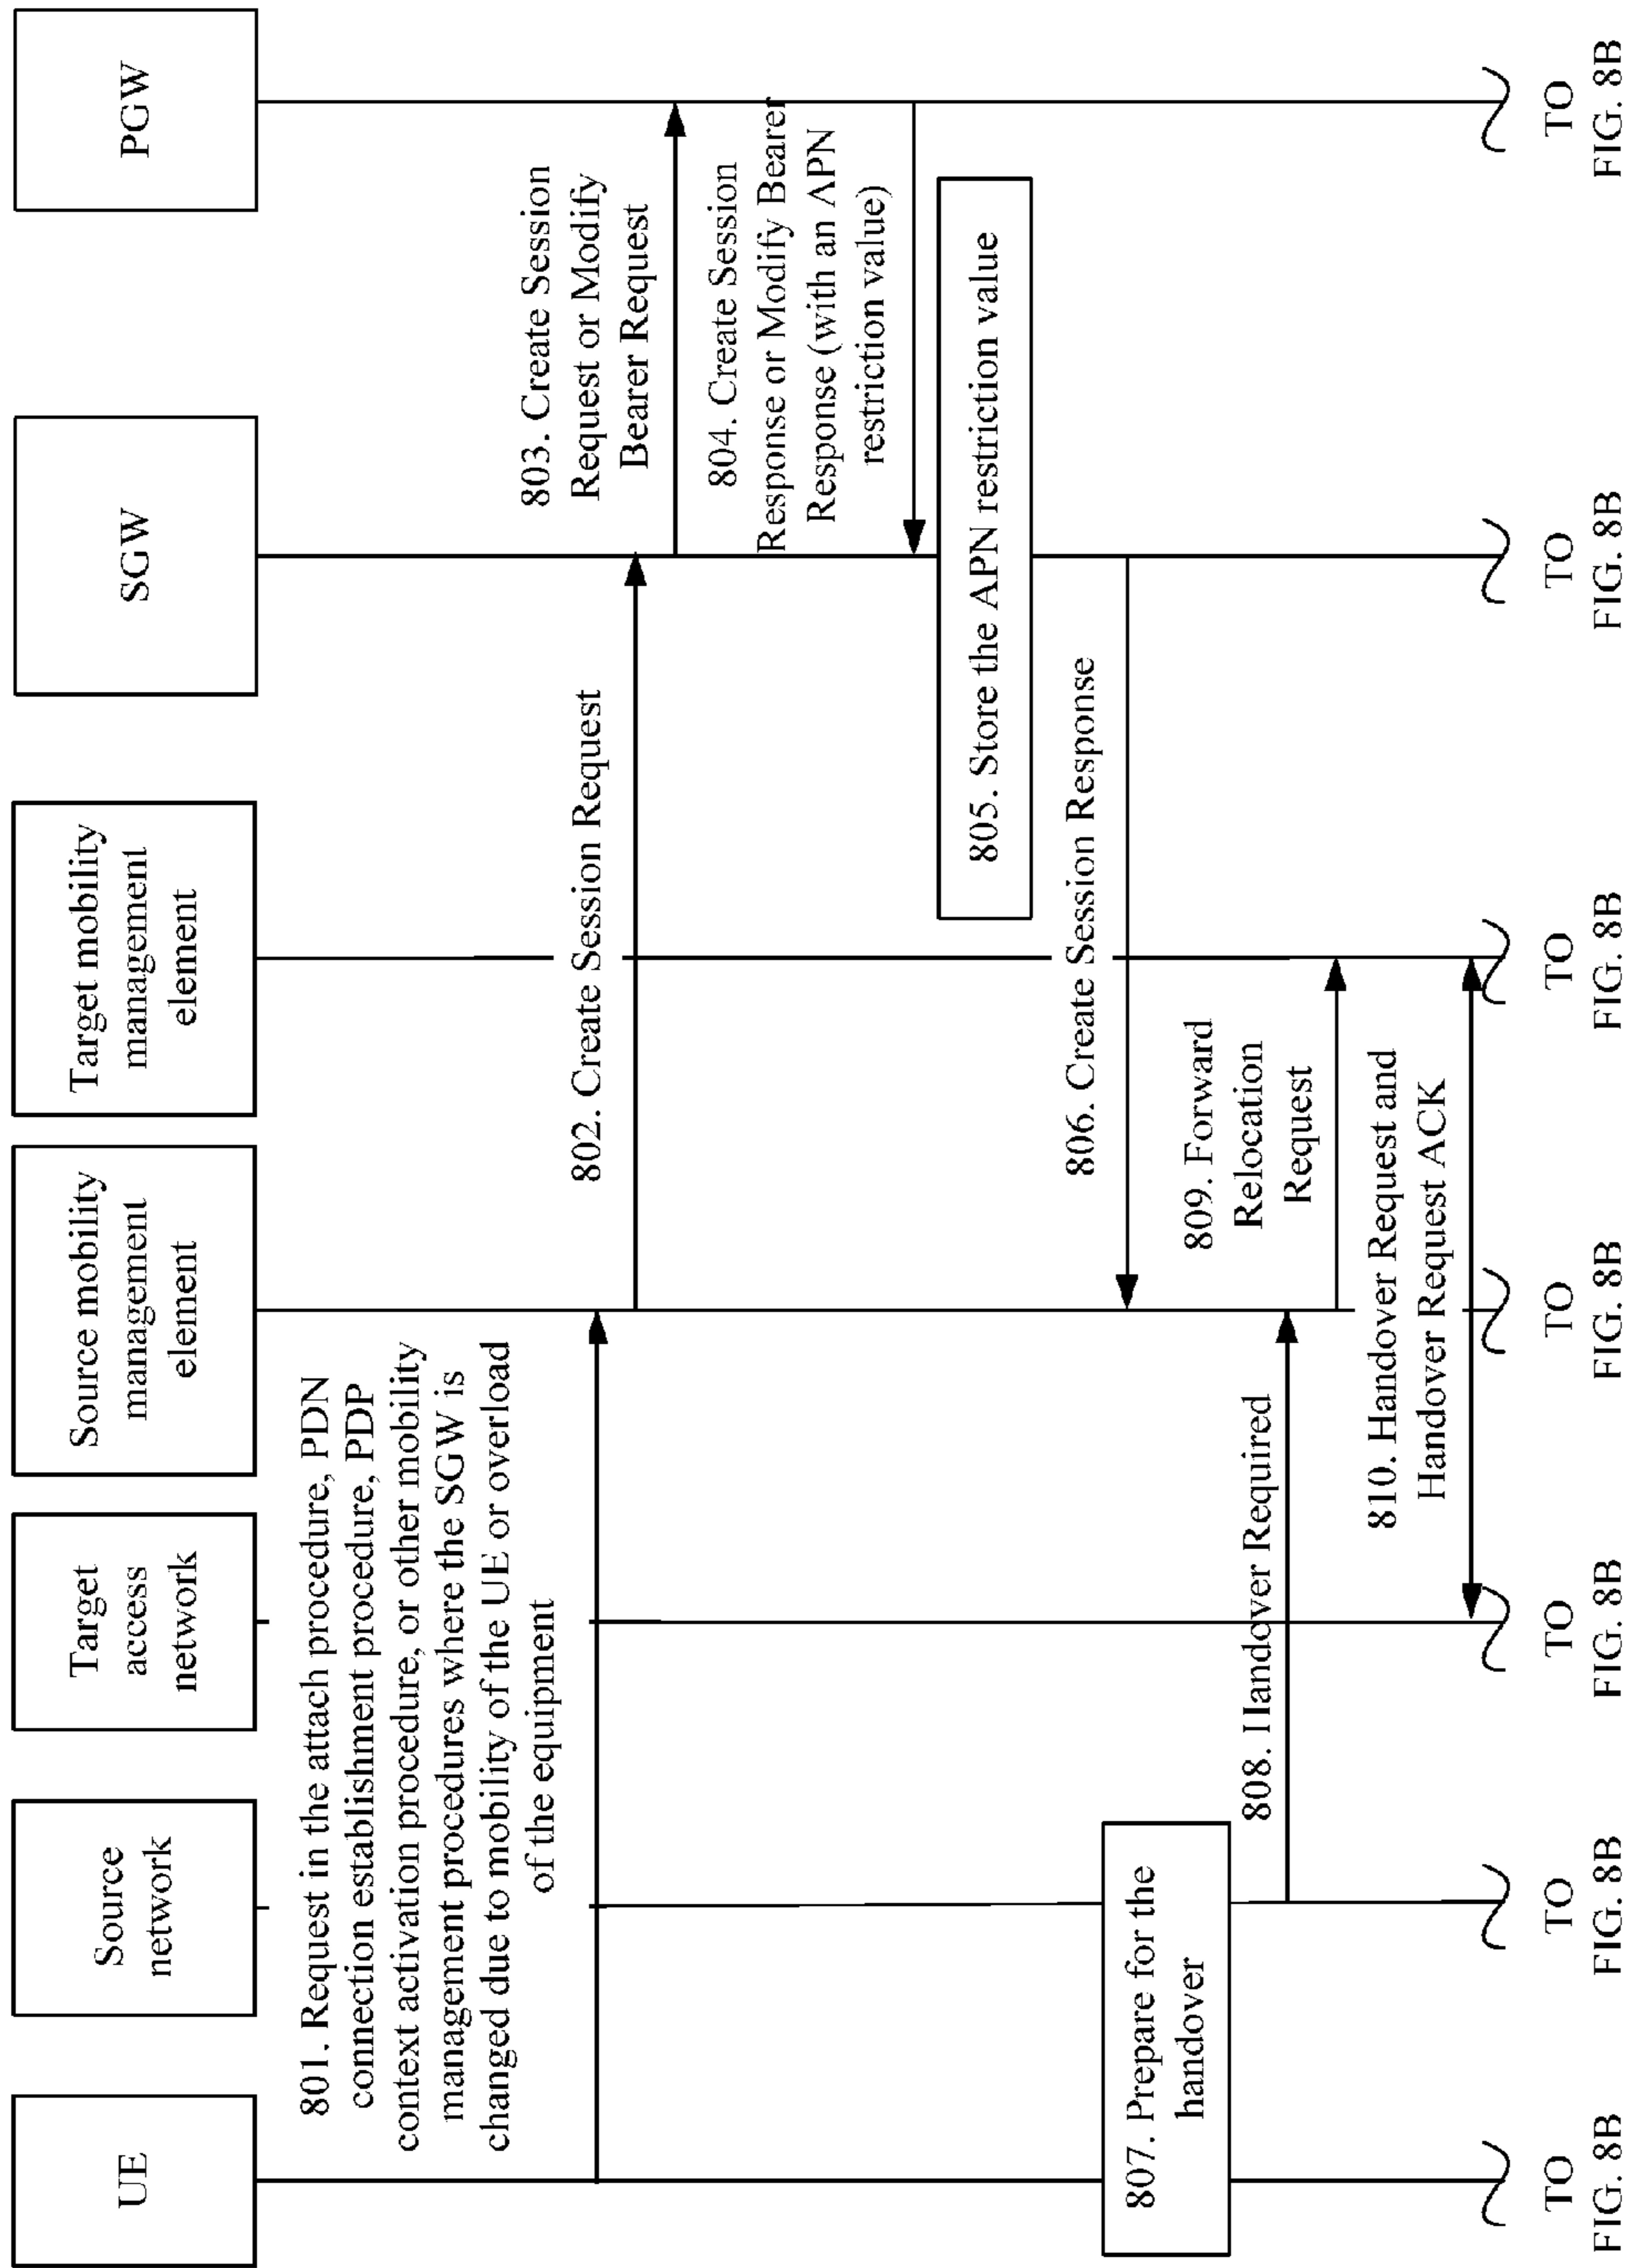 UE
Source
network
Target
access
network
Source mobility
management
element
Target mobility
management
element
SGW
PGW
801. Request in the attach procedure, PDN
connection establishment procedure, PDP
context activation procedure, or other mobility
management procedures where the SGW is
changed due to mobility of the UE or overload
of the equipment
802. Create Session Request
803. Create Session
Request or Modify
Bearer Request
804. Create Session
Response or Modify Bearer
Response (with an APN
restriction value)
805. Store the APN restriction value
806. Create Session Response
807. Prepare for the
handover
808. Handover Required
809. Forward
Relocation
Request
810. Handover Request and
Handover Request ACK
TO
FIG. 8B
TO
FIG. 8B
TO
FIG. 8B
TO
FIG. 8B
TO
FIG. 8B
TO
FIG. 8B
TO
FIG. 8B